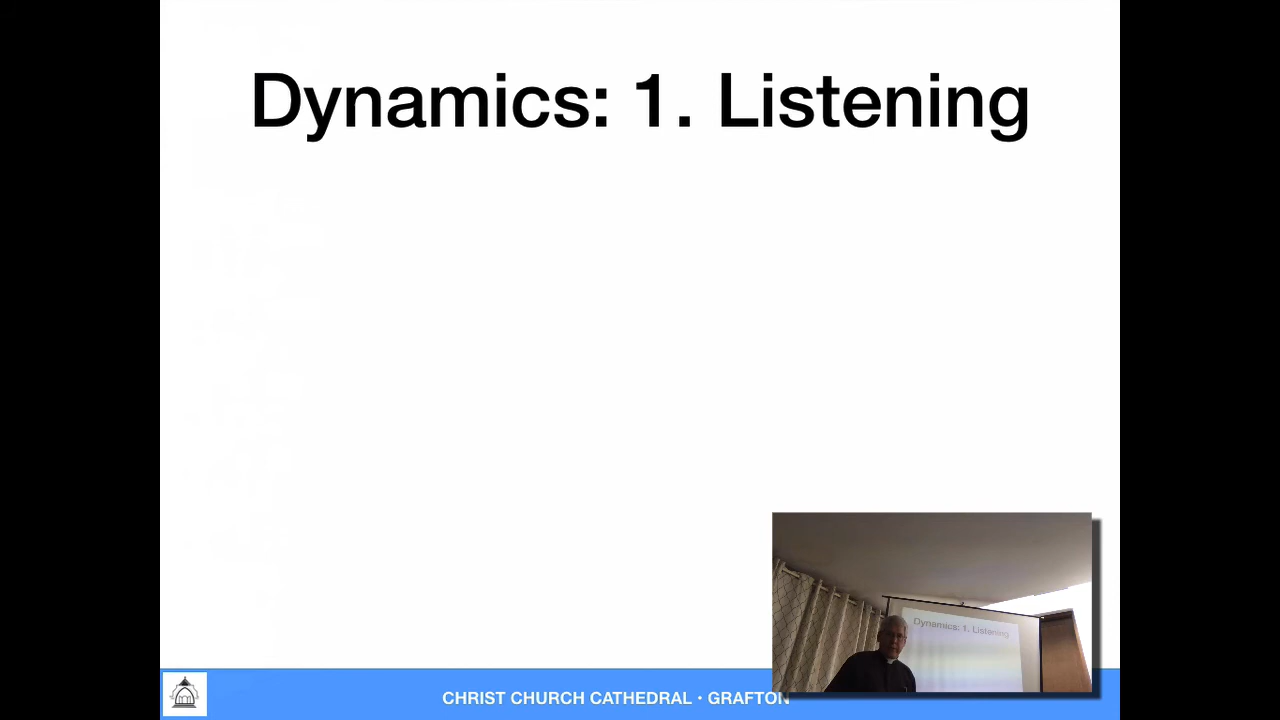 Dynamics: 1. Listening
Dynamics: 1. Listening
CHRIST CHURCH CATHEDRAL · GRAFTON